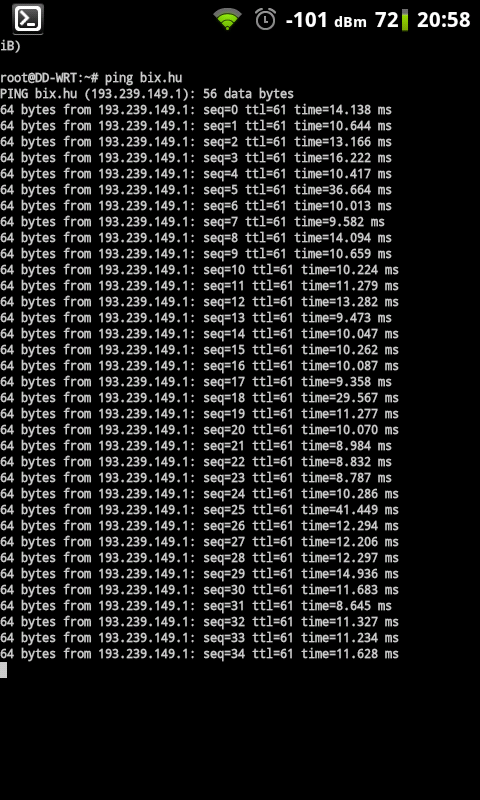 -101 dBm 72 20:58
iB)
root@DD-WRT:~# ping bix.hu
PING bix.hu (193.239.149.1): 56 data bytes
64 bytes from 193.239.149.1: seq=0 ttl=61 time=14.138 ms
64 bytes from 193.239.149.1: seq=1 ttl=61 time=10.644 ms
64 bytes from 193.239.149.1: seq=2 ttl=61 time=13.166 ms
64 bytes from 193.239.149.1: seq=3 ttl=61 time=16.222 ms
64 bytes from 193.239.149.1: seq=4 ttl=61 time=10.417 ms
64 bytes from 193.239.149.1: seq=5 ttl=61 time=36.664 ms
64 bytes from 193.239.149.1: seq=6 ttl=61 time=10.013 ms
64 bytes from 193.239.149.1: seq=7 ttl=61 time=9.582 ms
64 bytes from 193.239.149.1: seq=8 ttl=61 time=14.094 ms
64 bytes from 193.239.149.1: seq=9 ttl=61 time=10.659 ms
64 bytes from 193.239.149.1: seq=10 ttl=61 time=10.224 ms
64 bytes from 193.239.149.1: seq=11 ttl=61 time=11.279 ms
64 bytes from 193.239.149.1: seq=12 ttl=61 time=13.282 ms
64 bytes from 193.239.149.1: seq=13 ttl=61 time=9.473 ms
64 bytes from 193.239.149.1: seq=14 ttl=61 time=10.047 ms
64 bytes from 193.239.149.1: seq=15 ttl=61 time=10.262 ms
64 bytes from 193.239.149.1: seq=16 ttl=61 time=10.087 ms
64 bytes from 193.239.149.1: seq=17 ttl=61 time=9.358 ms
64 bytes from 193.239.149.1: seq=18 ttl=61 time=29.567 ms
64 bytes from 193.239.149.1: seq=19 ttl=61 time=11.277 ms
64 bytes from 193.239.149.1: seq=20 ttl=61 time=10.070 ms
64 bytes from 193.239.149.1: seq=21 ttl=61 time=8.984 ms
64 bytes from 193.239.149.1: seq=22 ttl=61 time=8.832 ms
64 bytes from 193.239.149.1: seq=23 ttl=61 time=8.787 ms
64 bytes from 193.239.149.1: seq=24 ttl=61 time=10.286 ms
64 bytes from 193.239.149.1: seq=25 ttl=61 time=41.449 ms
64 bytes from 193.239.149.1: seq=26 ttl=61 time=12.294 ms
64 bytes from 193.239.149.1: seq=27 ttl=61 time=12.206 ms
64 bytes from 193.239.149.1: seq=28 ttl=61 time=12.297 ms
64 bytes from 193.239.149.1: seq=29 ttl=61 time=14.936 ms
64 bytes from 193.239.149.1: seq=30 ttl=61 time=11.683 ms
64 bytes from 193.239.149.1: seq=31 ttl=61 time=8.645 ms
64 bytes from 193.239.149.1: seq=32 ttl=61 time=11.327 ms
64 bytes from 193.239.149.1: seq=33 ttl=61 time=11.234 ms
64 bytes from 193.239.149.1: seq=34 ttl=61 time=11.628 ms